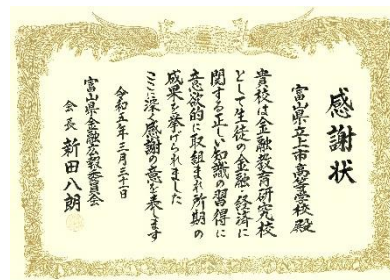 感謝状
富山県立上市高等学校 殿
貴校は金融教育研究校
として生徒の金融・経済に
関する正しい知識の習得に
意欲的に取組まれ所期の
成果を挙げられました
ここに深く感謝の意を表します
令和五年三月三十一日
富山県金融広報委員会
会長 新田八朗